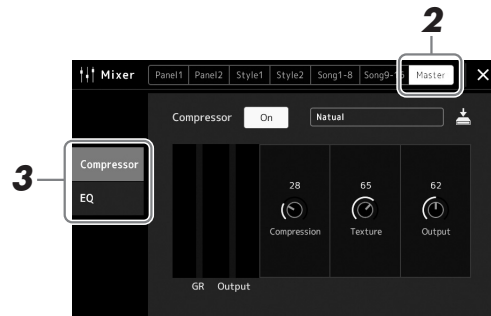 2
Mixer Panel1 Panel2 Style1 Style2 Song1-8 Song9-16 Master
Compressor On Natual
3
Compressor
EQ
28 65 62
Compression Texture Output
GR Output